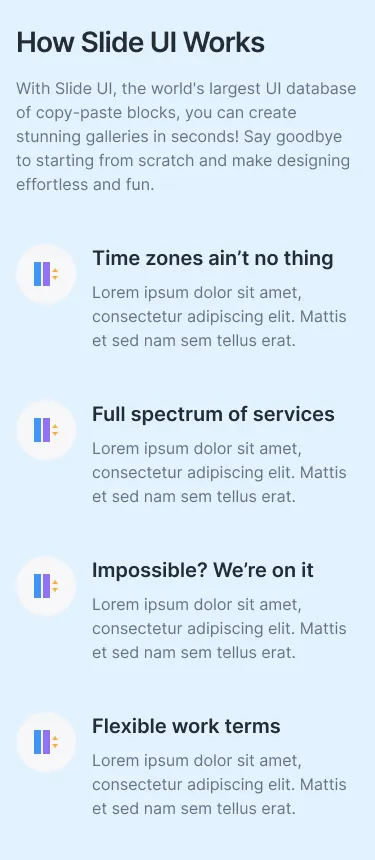 How Slide UI Works
With Slide UI, the world's largest UI database
of copy-paste blocks, you can create
stunning galleries in seconds! Say goodbye
to starting from scratch and make designing
effortless and fun.
Time zones ain’t no thing
Lorem ipsum dolor sit amet,
consectetur adipiscing elit. Mattis
et sed nam sem tellus erat.
Full spectrum of services
Lorem ipsum dolor sit amet,
consectetur adipiscing elit. Mattis
et sed nam sem tellus erat.
Impossible? We’re on it
Lorem ipsum dolor sit amet,
consectetur adipiscing elit. Mattis
et sed nam sem tellus erat.
Flexible work terms
Lorem ipsum dolor sit amet,
consectetur adipiscing elit. Mattis
et sed nam sem tellus erat.